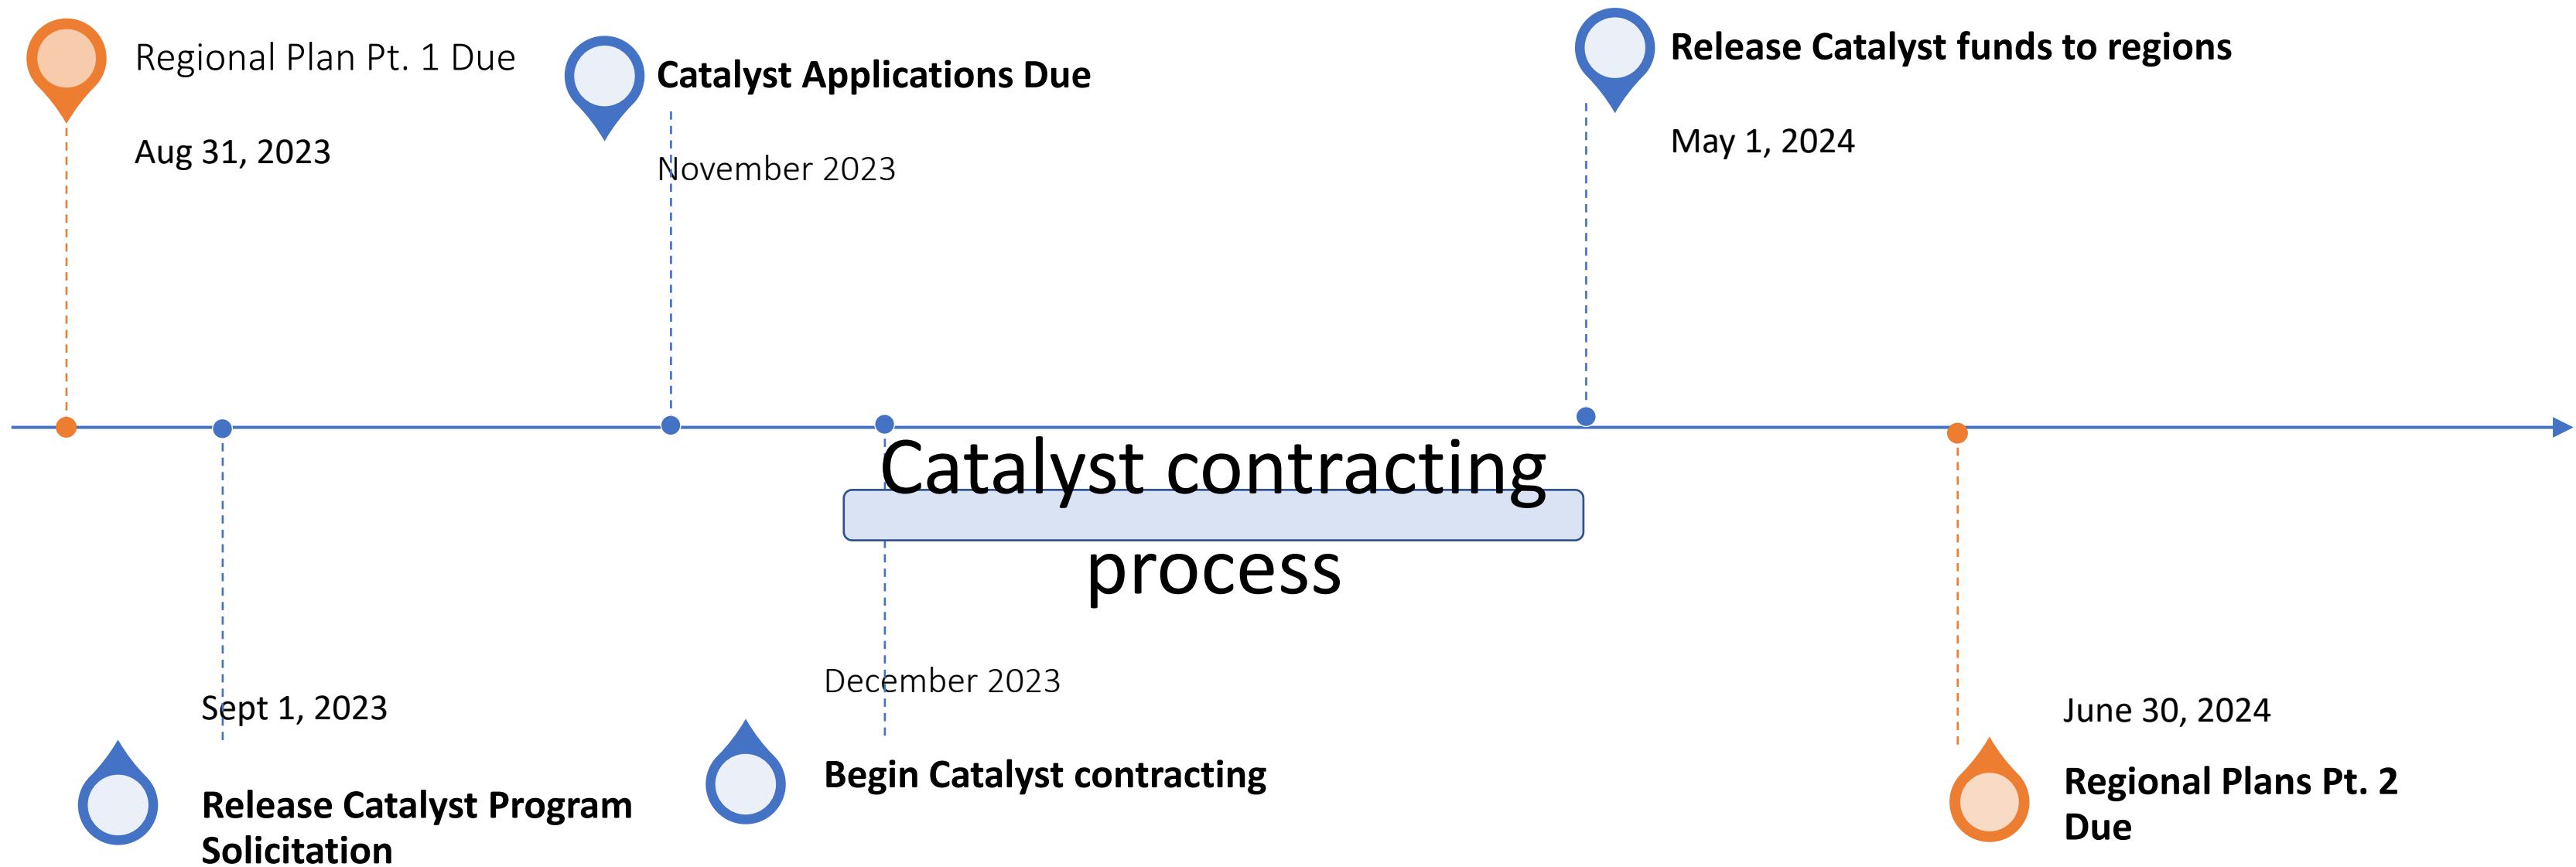 Regional Plan Pt. 1 Due
Aug 31, 2023
Catalyst Applications Due
November 2023
Release Catalyst funds to regions
May 1, 2024
Catalyst contracting
process
Sept 1, 2023
Release Catalyst Program
Solicitation
December 2023
Begin Catalyst contracting
June 30, 2024
Regional Plans Pt. 2
Due